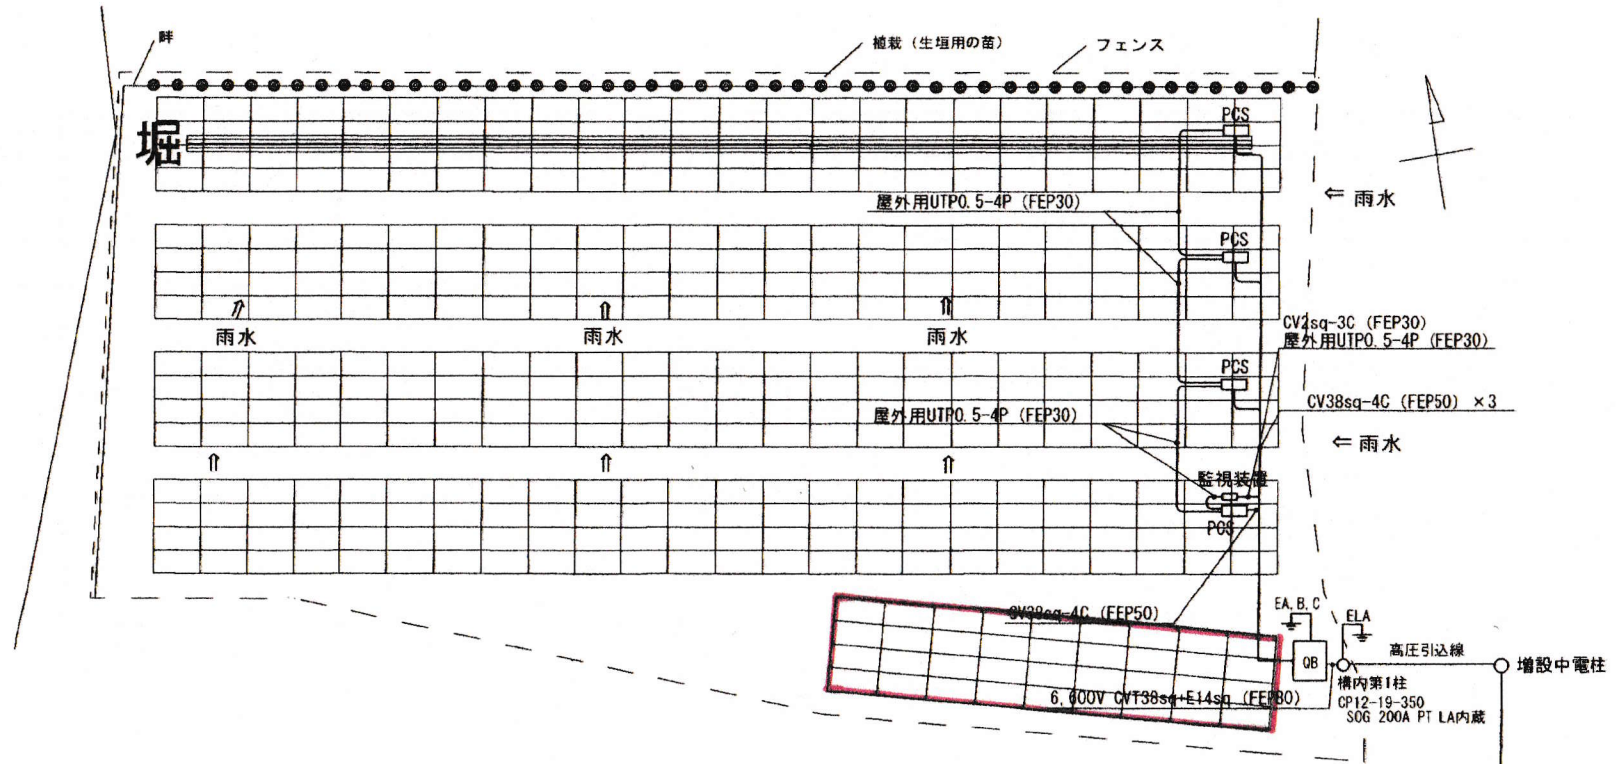 畔
植栽（生垣用の苗）
フェンス
堀
PCS
⇐ 雨水
屋外用UTP0.5-4P (FEP30)
PCS
雨水
雨水
雨水
CV2sq-3C (FEP30)
屋外用UTP0.5-4P (FEP30)
PCS
CV38sq-4C (FEP50) ×3
屋外用UTP0.5-4P (FEP30)
⇐ 雨水
監視装置
PCS
CV38sq-4C (FEP50)
EA,B,C
ELA
QB
高圧引込線
増設中電柱
構内第1柱
CP12-19-350
SOG 200A PT LA内蔵
6,600V CVT38sq+E14sq (FEP80)